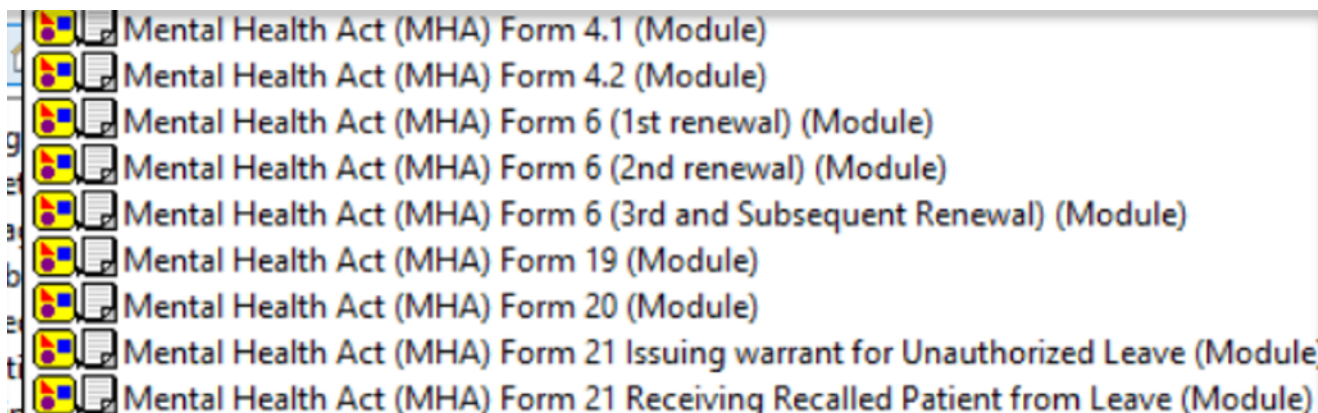 Mental Health Act (MHA) Form 4.1 (Module)
Mental Health Act (MHA) Form 4.2 (Module)
Mental Health Act (MHA) Form 6 (1st renewal) (Module)
Mental Health Act (MHA) Form 6 (2nd renewal) (Module)
Mental Health Act (MHA) Form 6 (3rd and Subsequent Renewal) (Module)
Mental Health Act (MHA) Form 19 (Module)
Mental Health Act (MHA) Form 20 (Module)
Mental Health Act (MHA) Form 21 Issuing warrant for Unauthorized Leave (Module)
Mental Health Act (MHA) Form 21 Receiving Recalled Patient from Leave (Module)